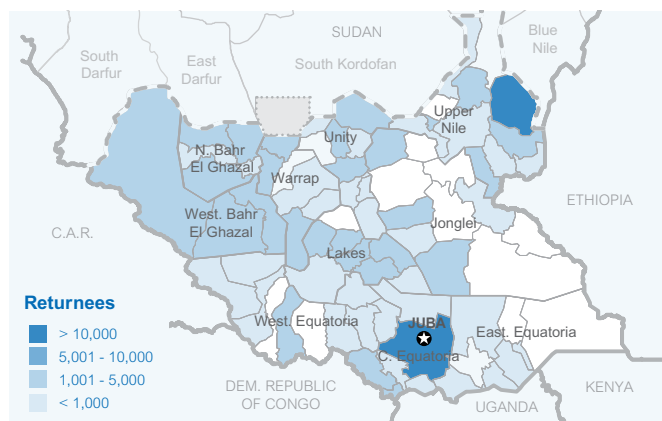 SUDAN
Blue
Nile
South
Darfur
East
Darfur
South Kordofan
Upper
Nile
Unity
N. Bahr
El Ghazal
Warrap
ETHIOPIA
West. Bahr
El Ghazal
Jonglei
C.A.R.
Lakes
Returnees
> 10,000
5,001 - 10,000
1,001 - 5,000
< 1,000
West. Equatoria
JUBA
East. Equatoria
C. Equatoria
DEM. REPUBLIC
OF CONGO
UGANDA
KENYA